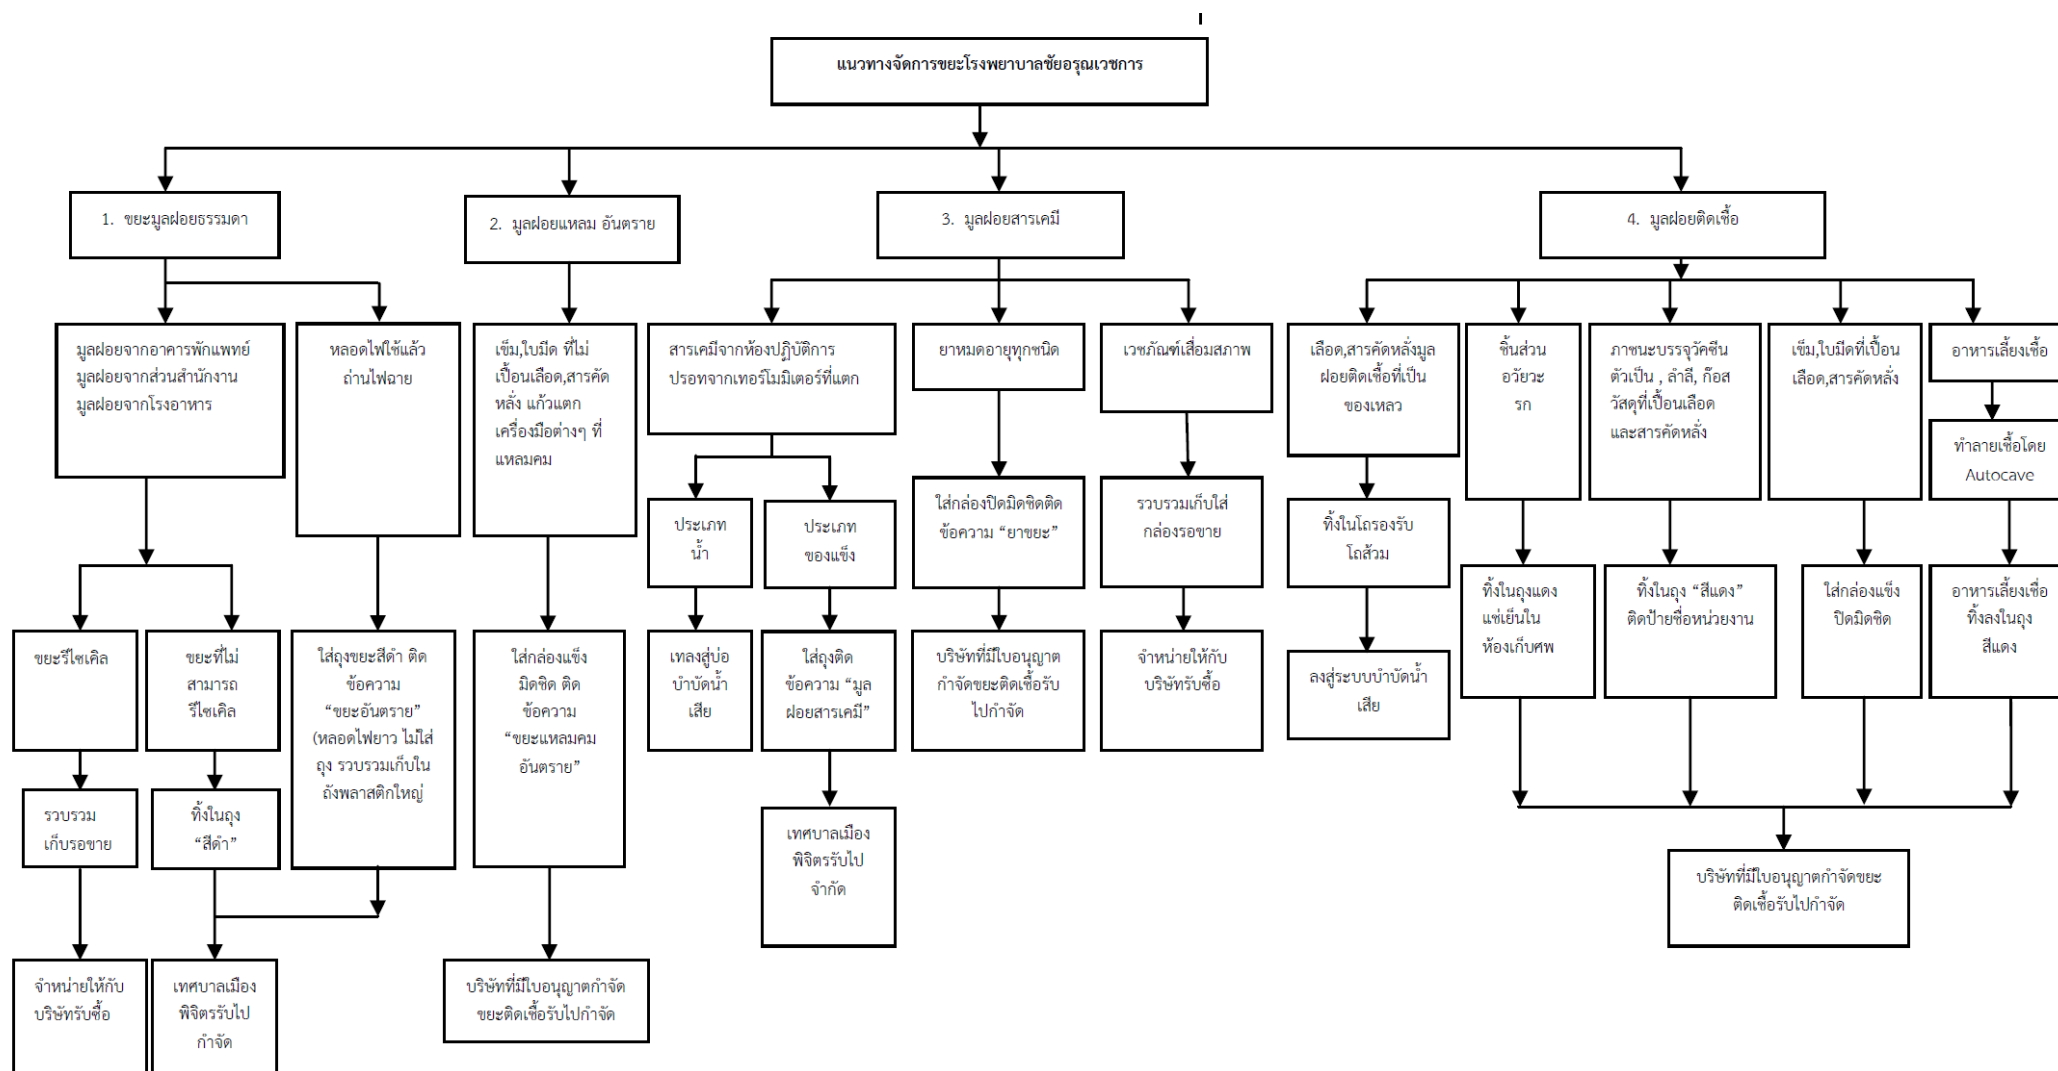 แนวทางจัดการขยะโรงพยาบาลชัยอรุณเวชการ
1. ขยะมูลฝอยธรรมดา
2. มูลฝอยแหลม อันตราย
3. มูลฝอยสารเคมี
4. มูลฝอยติดเชื้อ
มูลฝอยจากอาคารพักแพทย์
มูลฝอยจากส่วนสำนักงาน
มูลฝอยจากโรงอาหาร
หลอดไฟใช้แล้ว
ถ่านไฟฉาย
เข็ม,ใบมีด ที่ไม่
เปื้อนเลือด,สารคัด
หลั่ง แก้วแตก
เครื่องมือต่างๆ ที่
แหลมคม
สารเคมีจากห้องปฏิบัติการ
ปรอทจากเทอร์โมมิเตอร์ที่แตก
ยาหมดอายุทุกชนิด
เวชภัณฑ์เสื่อมสภาพ
เลือด,สารคัดหลั่งมูล
ฝอยติดเชื้อที่เป็น
ของเหลว
ชิ้นส่วน
อวัยวะ
รก
ภาชนะบรรจุวัคซีน
ตัวเป็น , สำลี, ก๊อส
วัสดุที่เปื้อนเลือด
และสารคัดหลั่ง
เข็ม,ใบมีดที่เปื้อน
เลือด,สารคัดหลั่ง
อาหารเลี้ยงเชื้อ
ทำลายเชื้อโดย
Autocave
ประเภท
น้ำ
ประเภท
ของแข็ง
ใส่กล่องปิดมิดชิดติด
ข้อความ “ยาขยะ”
รวบรวมเก็บใส่
กล่องรอขาย
ทิ้งในโถรองรับ
โถส้วม
ขยะรีไซเคิล
ขยะที่ไม่
สามารถ
รีไซเคิล
ใส่ถุงขยะสีดำ ติด
ข้อความ
“ขยะอันตราย”
(หลอดไฟยาว ไม่ใส่
ถุง รวบรวมเก็บใน
ถังพลาสติกใหญ่
ใส่กล่องแข็ง
มิดชิด ติด
ข้อความ
“ขยะแหลมคม
อันตราย”
เทลงสู่บ่อ
บำบัดน้ำ
เสีย
ใส่ถุงติด
ข้อความ “มูล
ฝอยสารเคมี”
บริษัทที่มีใบอนุญาต
กำจัดขยะติดเชื้อรับ
ไปกำจัด
จำหน่ายให้กับ
บริษัทรับซื้อ
ลงสู่ระบบบำบัดน้ำ
เสีย
ทิ้งในถุงแดง
แช่เย็นใน
ห้องเก็บศพ
ทิ้งในถุง “สีแดง”
ติดป้ายชื่อหน่วยงาน
ใส่กล่องแข็ง
ปิดมิดชิด
อาหารเลี้ยงเชื่อ
ทิ้งลงในถุง
สีแดง
รวบรวม
เก็บรอขาย
ทิ้งในถุง
“สีดำ”
เทศบาลเมือง
พิจิตรรับไป
จำกัด
บริษัทที่มีใบอนุญาตกำจัดขยะ
ติดเชื้อรับไปกำจัด
จำหน่ายให้กับ
บริษัทรับซื้อ
เทศบาลเมือง
พิจิตรรับไป
กำจัด
บริษัทที่มีใบอนุญาตกำจัด
ขยะติดเชื้อรับไปกำจัด